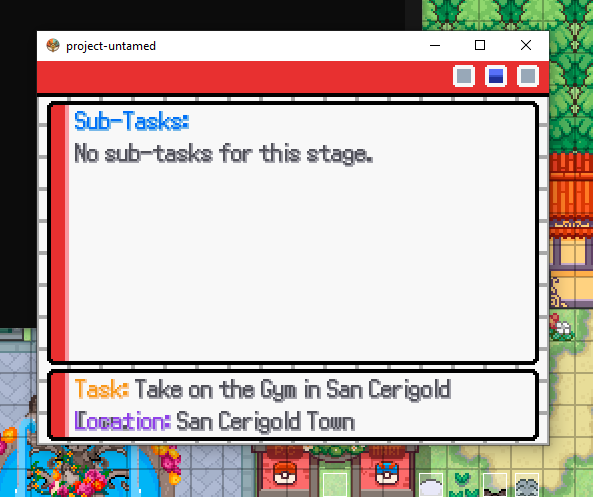 project-untamed
Sub-Tasks:
No sub-tasks for this stage.
Task: Take on the Gym in San Cerigold
Location: San Cerigold Town